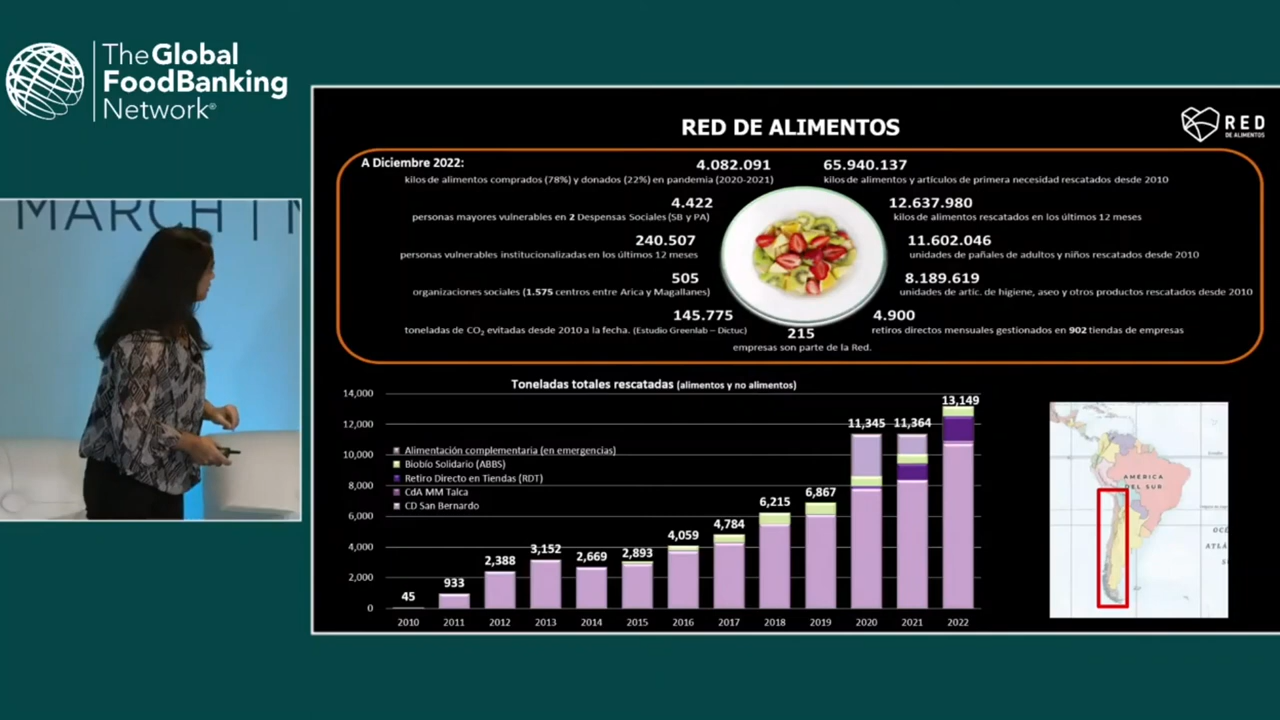 The Global
FoodBanking
Network®
MARCH |
RED DE ALIMENTOS
RED
DE ALIMENTOS
A Diciembre 2022:
4.082.091
kilos de alimentos comprados (78%) y donados (22%) en pandemia (2020-2021)
4.422
personas mayores vulnerables en 2 Despensas Sociales (SB y PA)
240.507
personas vulnerables institucionalizadas en los últimos 12 meses
505
organizaciones sociales (1.575 centros entre Arica y Magallanes)
145.775
toneladas de CO₂ evitadas desde 2010 a la fecha. (Estudio Greenlab – Dictuc)
65.940.137
kilos de alimentos y artículos de primera necesidad rescatados desde 2010
12.637.980
kilos de alimentos rescatados en los últimos 12 meses
11.602.046
unidades de pañales de adultos y niños rescatados desde 2010
8.189.619
unidades de artíc. de higiene, aseo y otros productos rescatados desde 2010
4.900
retiros directos mensuales gestionados en 902 tiendas de empresas
215
empresas son parte de la Red.
Toneladas totales rescatadas (alimentos y no alimentos)
14,000
12,000
10,000
8,000
6,000
4,000
2,000
0
Alimentación complementaria (en emergencias)
Biobío Solidario (ABBS)
Retiro Directo en Tiendas (RDT)
CdA MM Talca
CD San Bernardo
45
933
2,388
3,152
2,669
2,893
4,059
4,784
6,215
6,867
11,345
11,364
13,149
2010 2011 2012 2013 2014 2015 2016 2017 2018 2019 2020 2021 2022
AMÉRICA
DEL SUR